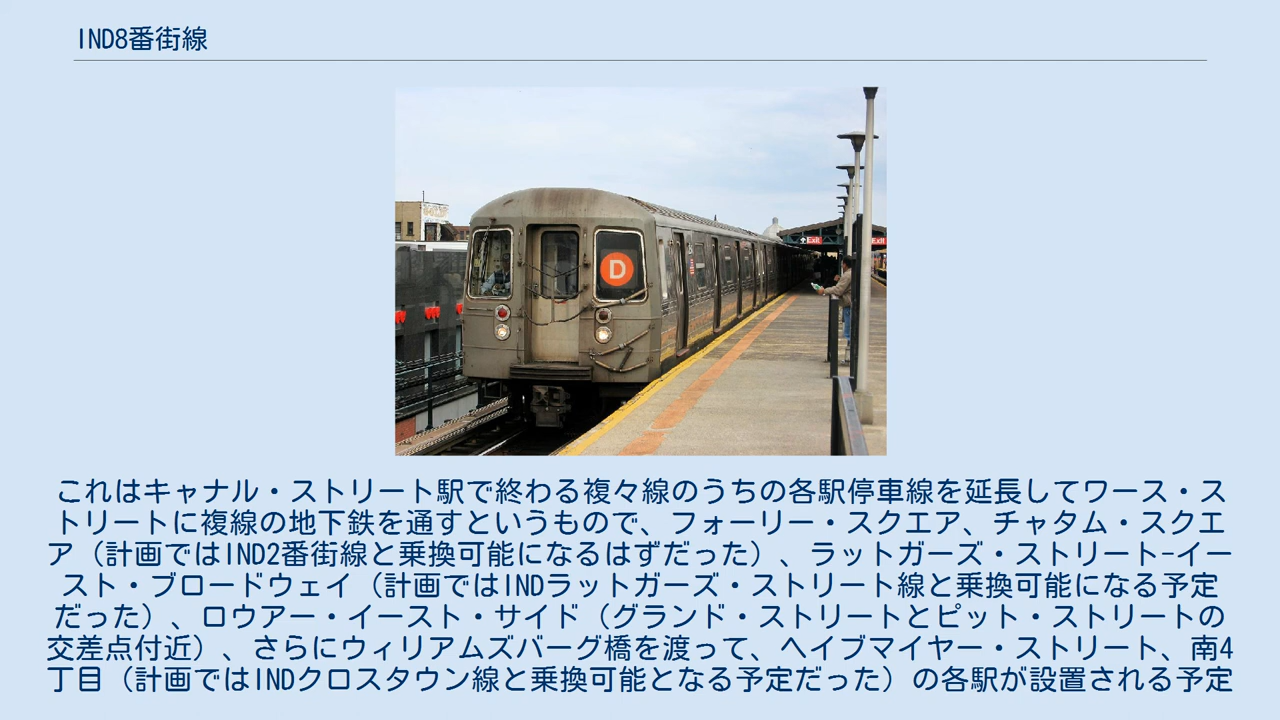 IND8番街線
D
Exit
Exit
これはキャナル・ストリート駅で終わる複々線のうちの各駅停車線を延長してワース・ス
トリートに複線の地下鉄を通すというもので、フォーリー・スクエア、チャタム・スクエ
ア（計画ではIND2番街線と乗換可能になるはずだった）、ラットガーズ・ストリート-イー
スト・ブロードウェイ（計画ではINDラットガーズ・ストリート線と乗換可能になる予定
だった）、ロウアー・イースト・サイド（グランド・ストリートとピット・ストリートの
交差点付近）、さらにウィリアムズバーグ橋を渡って、ヘイブマイヤー・ストリート、南4
丁目（計画ではINDクロスタウン線と乗換可能となる予定だった）の各駅が設置される予定